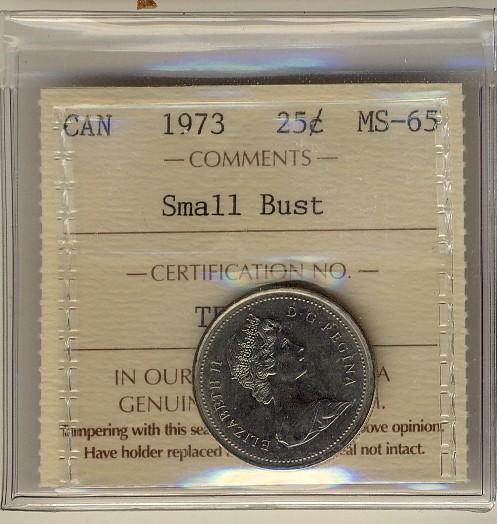 CAN 1973 25¢ MS-65
— COMMENTS —
Small Bust
— CERTIFICATION NO. —
IN OUR
GENUIN
Tampering with this sea ove opinion.
Have holder replaced al not intact.
ELIZABETH II D·G·REGINA